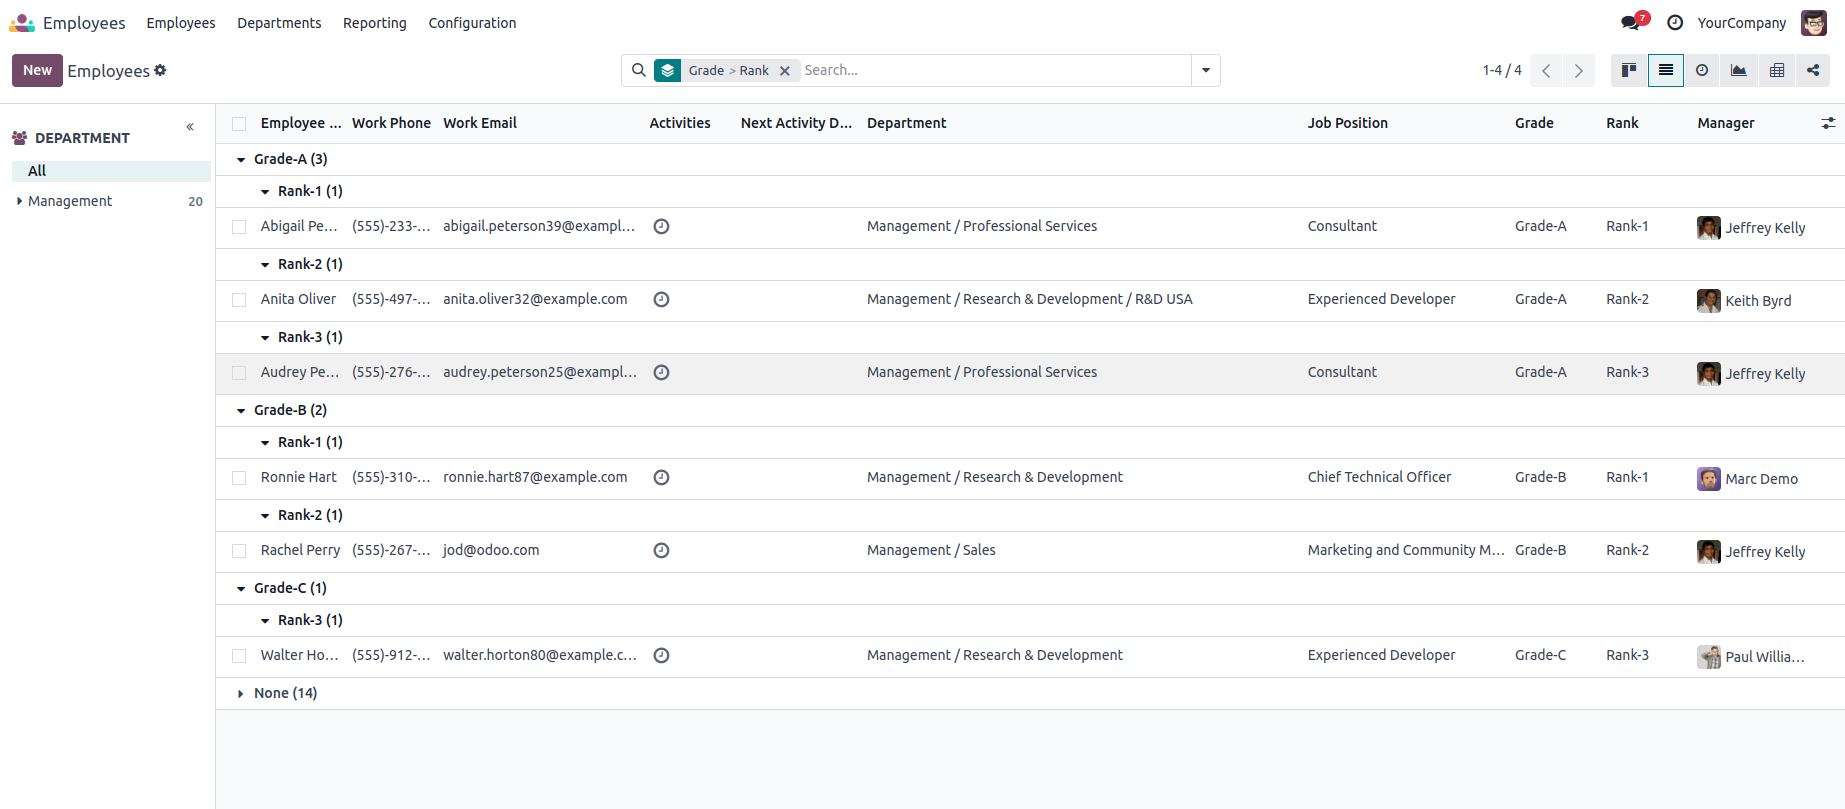 Employees Employees Departments Reporting Configuration 7 YourCompany
New Employees Grade > Rank Search... 1-4 / 4
DEPARTMENT
All
Management 20
Employee ... Work Phone Work Email Activities Next Activity D... Department Job Position Grade Rank Manager
Grade-A (3)
Rank-1 (1)
Abigail Pe... (555)-233-... abigail.peterson39@exampl... Management / Professional Services Consultant Grade-A Rank-1 Jeffrey Kelly
Rank-2 (1)
Anita Oliver (555)-497-... anita.oliver32@example.com Management / Research & Development / R&D USA Experienced Developer Grade-A Rank-2 Keith Byrd
Rank-3 (1)
Audrey Pe... (555)-276-... audrey.peterson25@exampl... Management / Professional Services Consultant Grade-A Rank-3 Jeffrey Kelly
Grade-B (2)
Rank-1 (1)
Ronnie Hart (555)-310-... ronnie.hart87@example.com Management / Research & Development Chief Technical Officer Grade-B Rank-1 Marc Demo
Rank-2 (1)
Rachel Perry (555)-267-... jod@odoo.com Management / Sales Marketing and Community M... Grade-B Rank-2 Jeffrey Kelly
Grade-C (1)
Rank-3 (1)
Walter Ho... (555)-912-... walter.horton80@example.c... Management / Research & Development Experienced Developer Grade-C Rank-3 Paul Willia...
None (14)